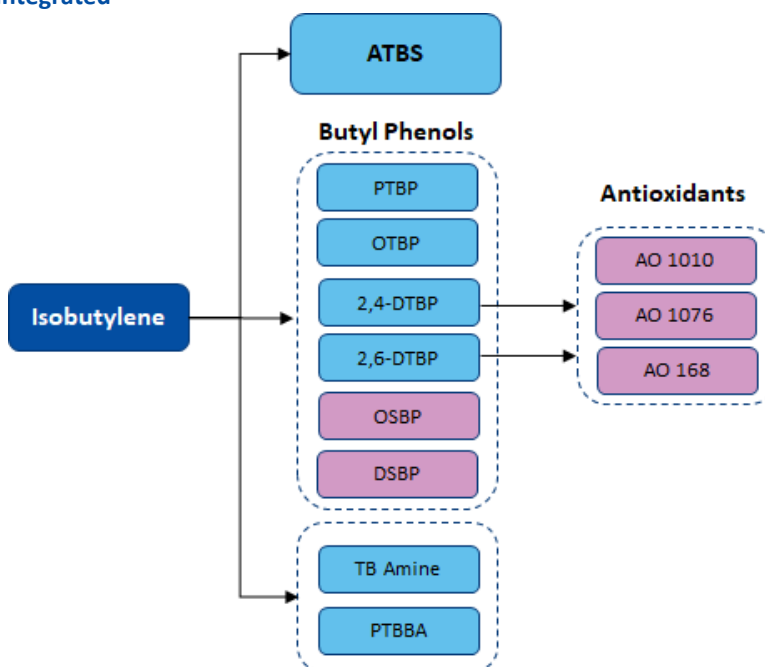 integrated
ATBS
Butyl Phenols
PTBP
OTBP
2,4-DTBP
2,6-DTBP
OSBP
DSBP
Antioxidants
AO 1010
AO 1076
AO 168
Isobutylene
TB Amine
PTBBA